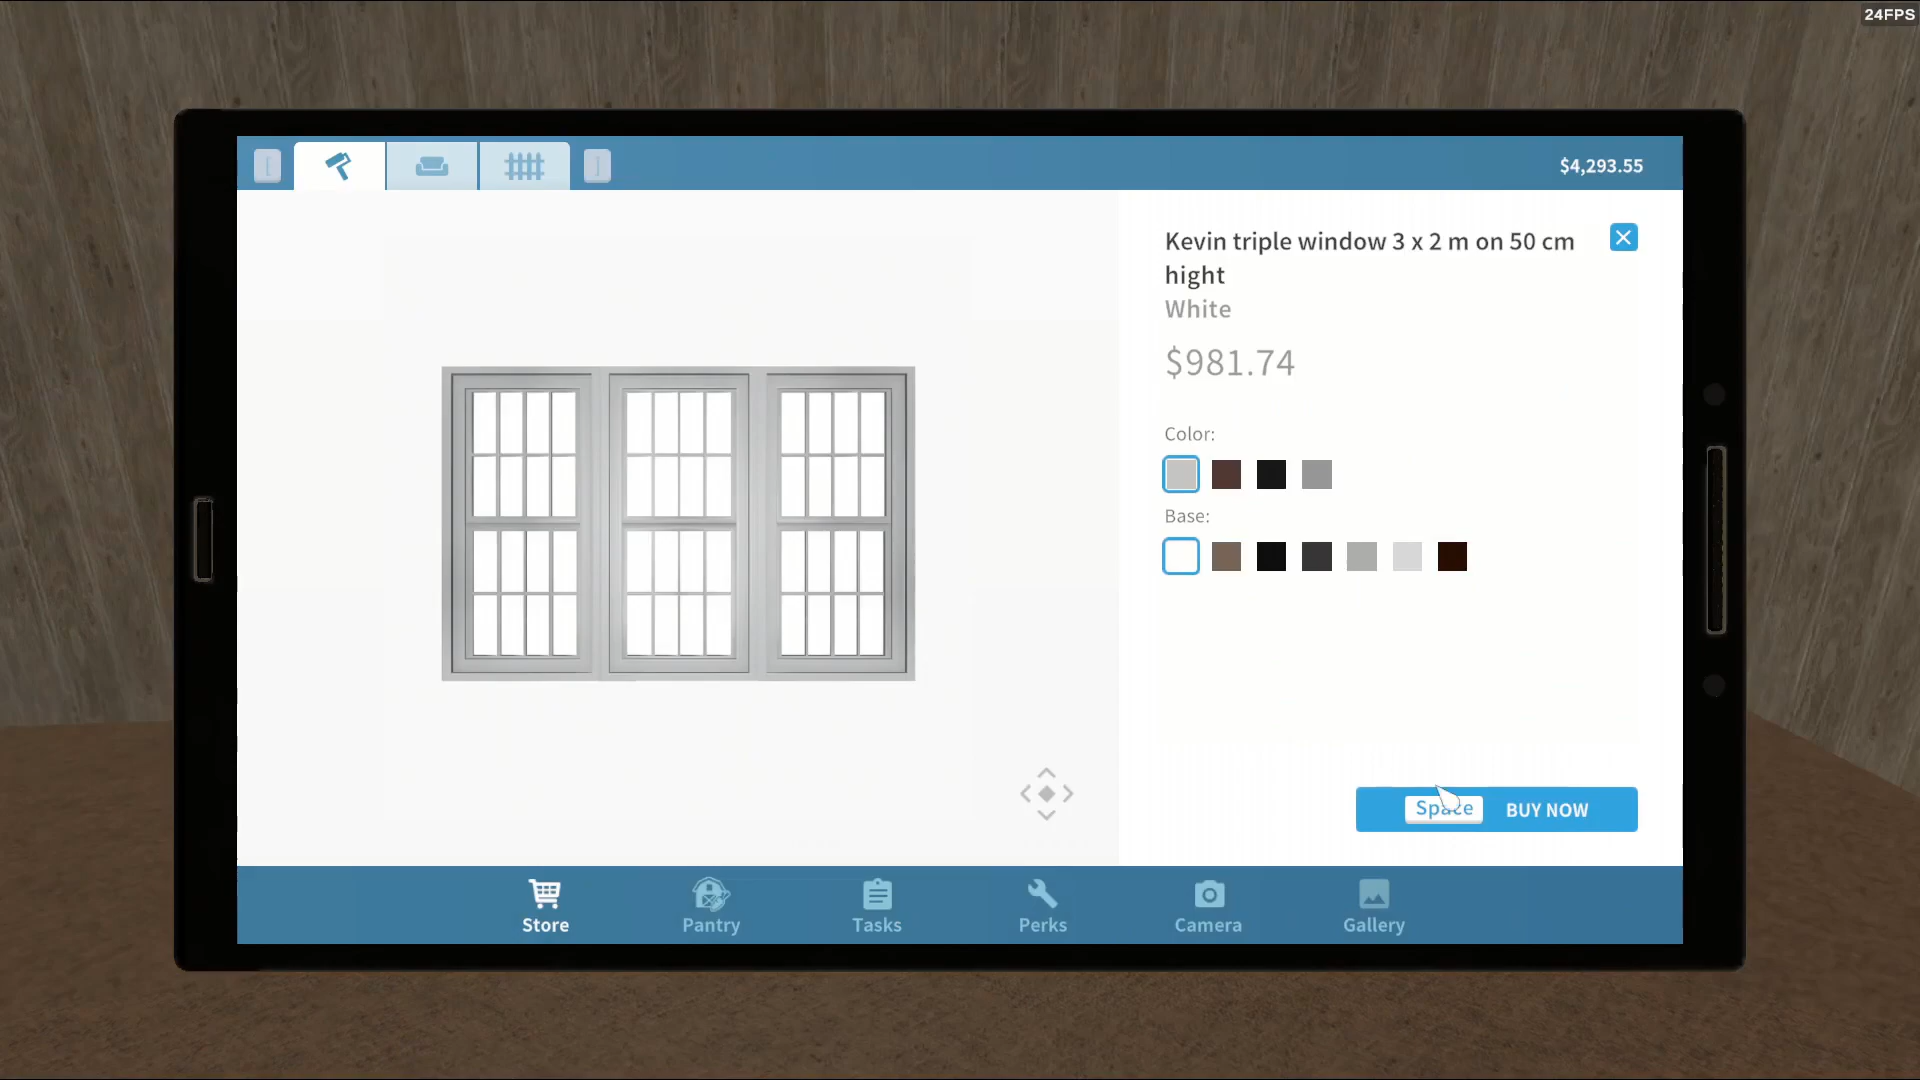 24FPS
[
]
$4,293.55
Kevin triple window 3 x 2 m on 50 cm
hight
White
$981.74
Color:
Base:
Space BUY NOW
Store
Pantry
Tasks
Perks
Camera
Gallery